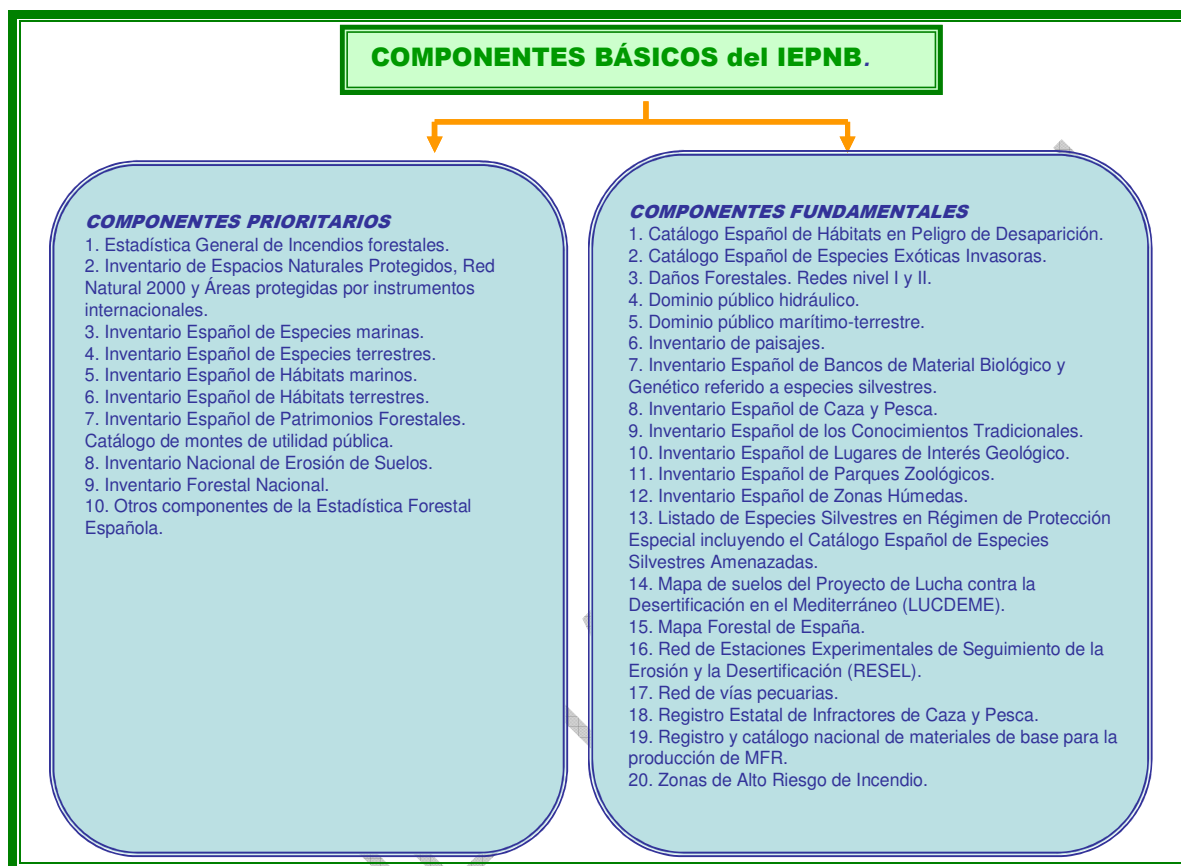 COMPONENTES BÁSICOS del IEPNB.
COMPONENTES PRIORITARIOS
1. Estadística General de Incendios forestales.
2. Inventario de Espacios Naturales Protegidos, Red
Natural 2000 y Áreas protegidas por instrumentos
internacionales.
3. Inventario Español de Especies marinas.
4. Inventario Español de Especies terrestres.
5. Inventario Español de Hábitats marinos.
6. Inventario Español de Hábitats terrestres.
7. Inventario Español de Patrimonios Forestales.
Catálogo de montes de utilidad pública.
8. Inventario Nacional de Erosión de Suelos.
9. Inventario Forestal Nacional.
10. Otros componentes de la Estadística Forestal
Española.
COMPONENTES FUNDAMENTALES
1. Catálogo Español de Hábitats en Peligro de Desaparición.
2. Catálogo Español de Especies Exóticas Invasoras.
3. Daños Forestales. Redes nivel I y II.
4. Dominio público hidráulico.
5. Dominio público marítimo-terrestre.
6. Inventario de paisajes.
7. Inventario Español de Bancos de Material Biológico y
Genético referido a especies silvestres.
8. Inventario Español de Caza y Pesca.
9. Inventario Español de los Conocimientos Tradicionales.
10. Inventario Español de Lugares de Interés Geológico.
11. Inventario Español de Parques Zoológicos.
12. Inventario Español de Zonas Húmedas.
13. Listado de Especies Silvestres en Régimen de Protección
Especial incluyendo el Catálogo Español de Especies
Silvestres Amenazadas.
14. Mapa de suelos del Proyecto de Lucha contra la
Desertificación en el Mediterráneo (LUCDEME).
15. Mapa Forestal de España.
16. Red de Estaciones Experimentales de Seguimiento de la
Erosión y la Desertificación (RESEL).
17. Red de vías pecuarias.
18. Registro Estatal de Infractores de Caza y Pesca.
19. Registro y catálogo nacional de materiales de base para la
producción de MFR.
20. Zonas de Alto Riesgo de Incendio.